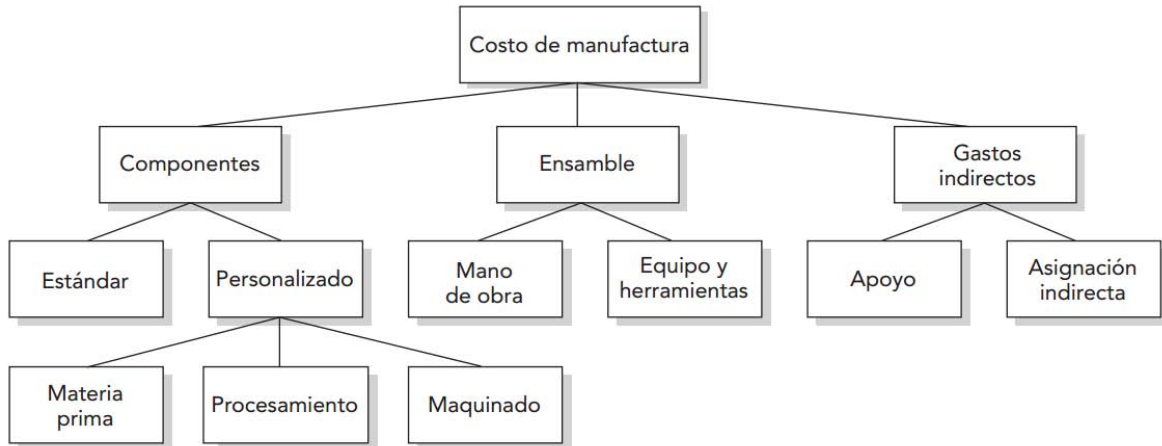 Costo de manufactura
Componentes
Ensamble
Gastos
indirectos
Estándar
Personalizado
Mano
de obra
Equipo y
herramientas
Apoyo
Asignación
indirecta
Materia
prima
Procesamiento
Maquinado